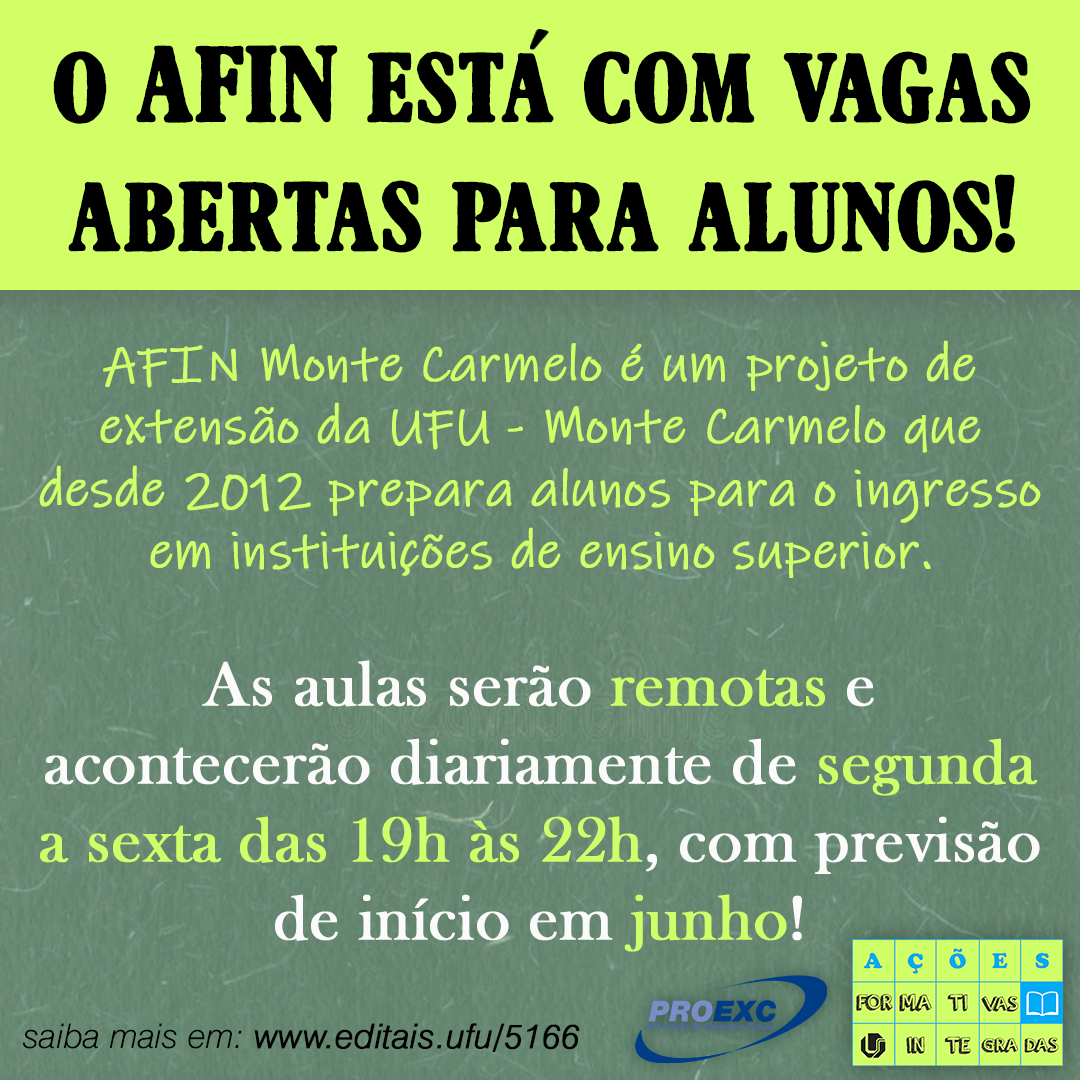 O AFIN ESTÁ COM VAGAS
ABERTAS PARA ALUNOS!
AFIN Monte Carmelo é um projeto de
extensão da UFU - Monte Carmelo que
desde 2012 prepara alunos para o ingresso
em instituições de ensino superior.
As aulas serão remotas e
acontecerão diariamente de segunda
a sexta das 19h às 22h, com previsão
de início em junho!
saiba mais em: www.editais.ufu/5166
PROEXC
AÇÕES
FOR MA TI VAS
IN TE GRA DAS